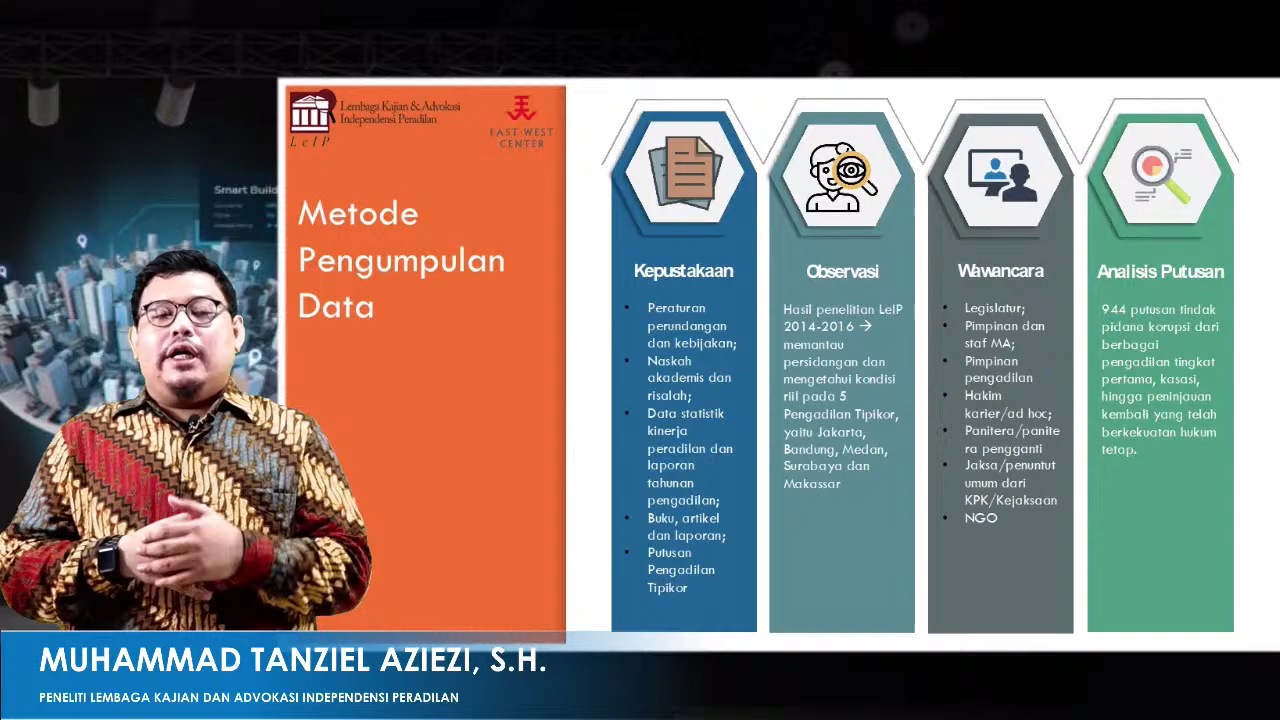 Smart Build
LeIP
Lembaga Kajian & Advokasi
Independensi Peradilan
EAST-WEST
CENTER
Metode
Pengumpulan
Data
Kepustakaan
• Peraturan
perundangan
dan kebijakan;
• Naskah
akademis dan
risalah;
• Data statistik
kinerja
peradilan dan
laporan
tahunan
pengadilan;
• Buku, artikel
dan laporan;
• Putusan
Pengadilan
Tipikor
Observasi
Hasil penelitian LeIP
2014-2016 →
memantau
persidangan dan
mengetahui kondisi
riil pada 5
Pengadilan Tipikor,
yaitu Jakarta,
Bandung, Medan,
Surabaya dan
Makassar
Wawancara
• Legislatur;
• Pimpinan dan
staf MA;
• Pimpinan
pengadilan
• Hakim
karier/ad hoc;
• Panitera/panite
ra pengganti
• Jaksa/penuntut
umum dari
KPK/Kejaksaan
• NGO
Analisis Putusan
944 putusan tindak
pidana korupsi dari
berbagai
pengadilan tingkat
pertama, kasasi,
hingga peninjauan
kembali yang telah
berkekuatan hukum
tetap.
MUHAMMAD TANZIEL AZIEZI, S.H.
PENELITI LEMBAGA KAJIAN DAN ADVOKASI INDEPENDENSI PERADILAN